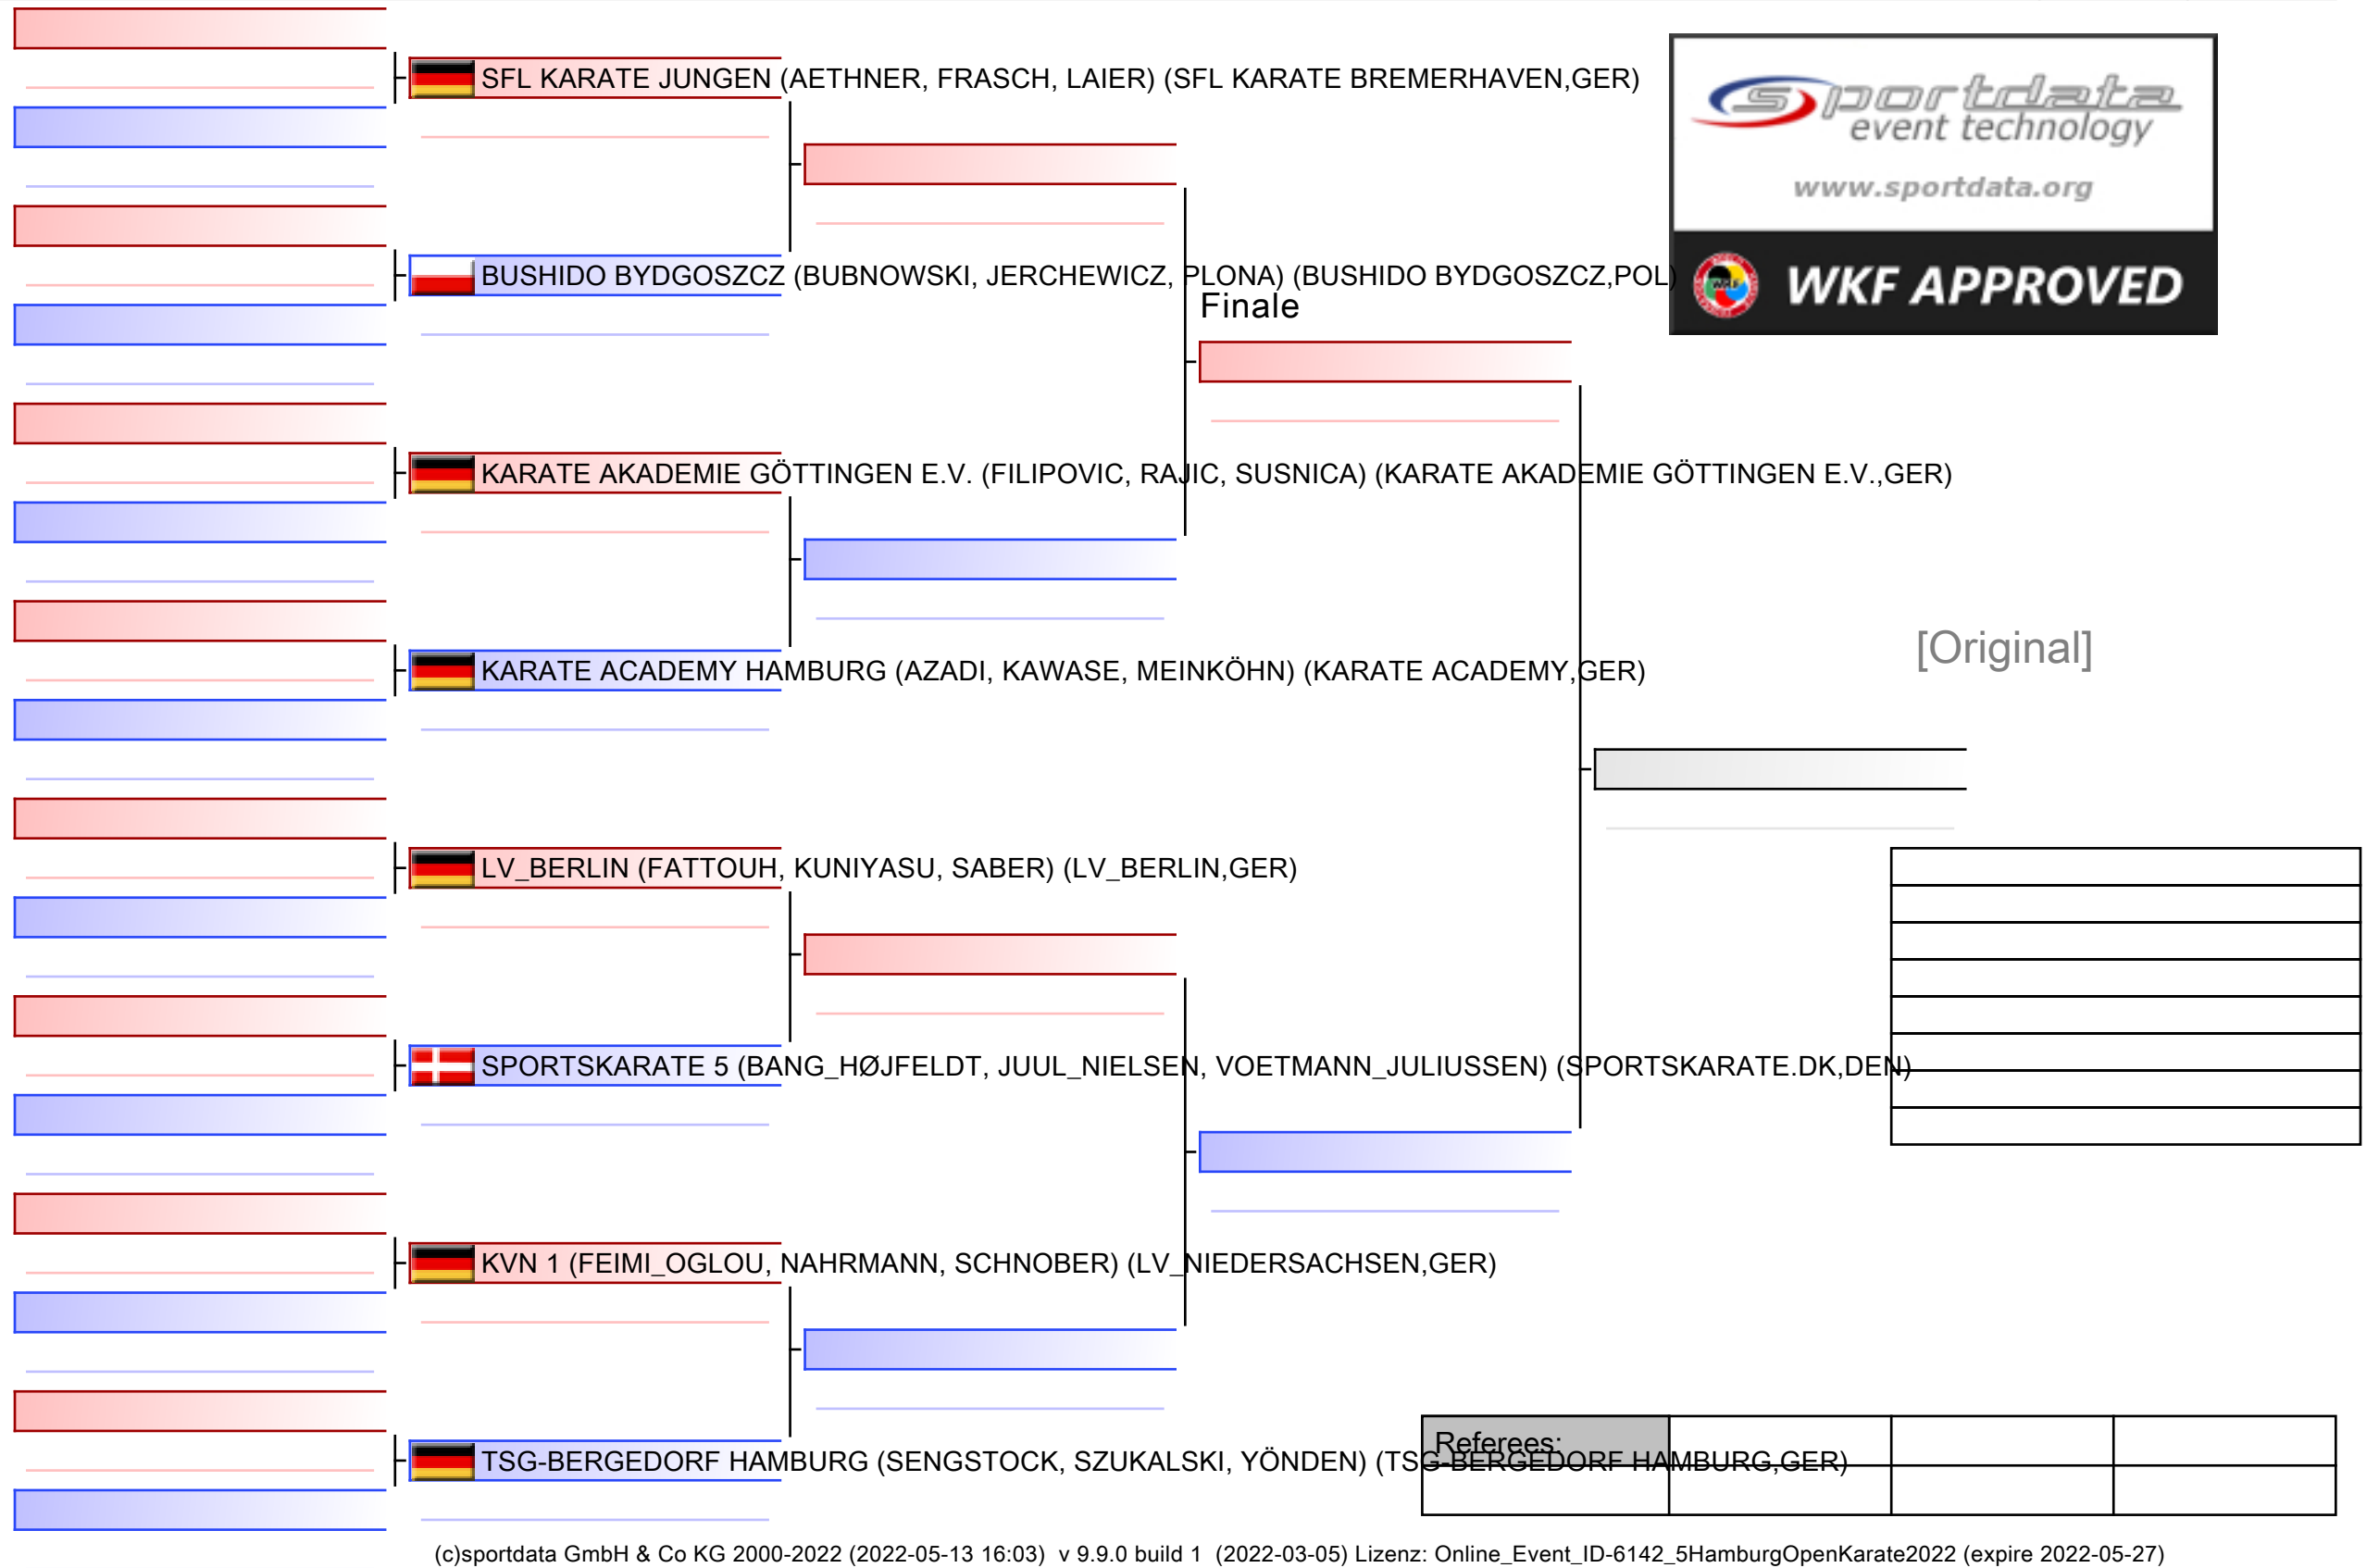 SFL KARATE JUNGEN (AETHNER, FRASCH, LAIER) (SFL KARATE BREMERHAVEN,GER)
sportdata
event technology
www.sportdata.org
WKF APPROVED
BUSHIDO BYDGOSZCZ (BUBNOWSKI, JERCHEWICZ, PLONA) (BUSHIDO BYDGOSZCZ,POL)
Finale
KARATE AKADEMIE GÖTTINGEN E.V. (FILIPOVIC, RAJIC, SUSNICA) (KARATE AKADEMIE GÖTTINGEN E.V.,GER)
[Original]
KARATE ACADEMY HAMBURG (AZADI, KAWASE, MEINKÖHN) (KARATE ACADEMY,GER)
LV_BERLIN (FATTOUH, KUNIYASU, SABER) (LV_BERLIN,GER)
SPORTSKARATE 5 (BANG_HØJFELDT, JUUL_NIELSEN, VOETMANN_JULIUSSEN) (SPORTSKARATE.DK,DEN)
KVN 1 (FEIMI_OGLOU, NAHRMANN, SCHNOBER) (LV_NIEDERSACHSEN,GER)
Referees:
TSG-BERGEDORF HAMBURG (SENGSTOCK, SZUKALSKI, YÖNDEN) (TSG-BERGEDORF HAMBURG,GER)
(c)sportdata GmbH & Co KG 2000-2022 (2022-05-13 16:03) v 9.9.0 build 1 (2022-03-05) Lizenz: Online_Event_ID-6142_5HamburgOpenKarate2022 (expire 2022-05-27)